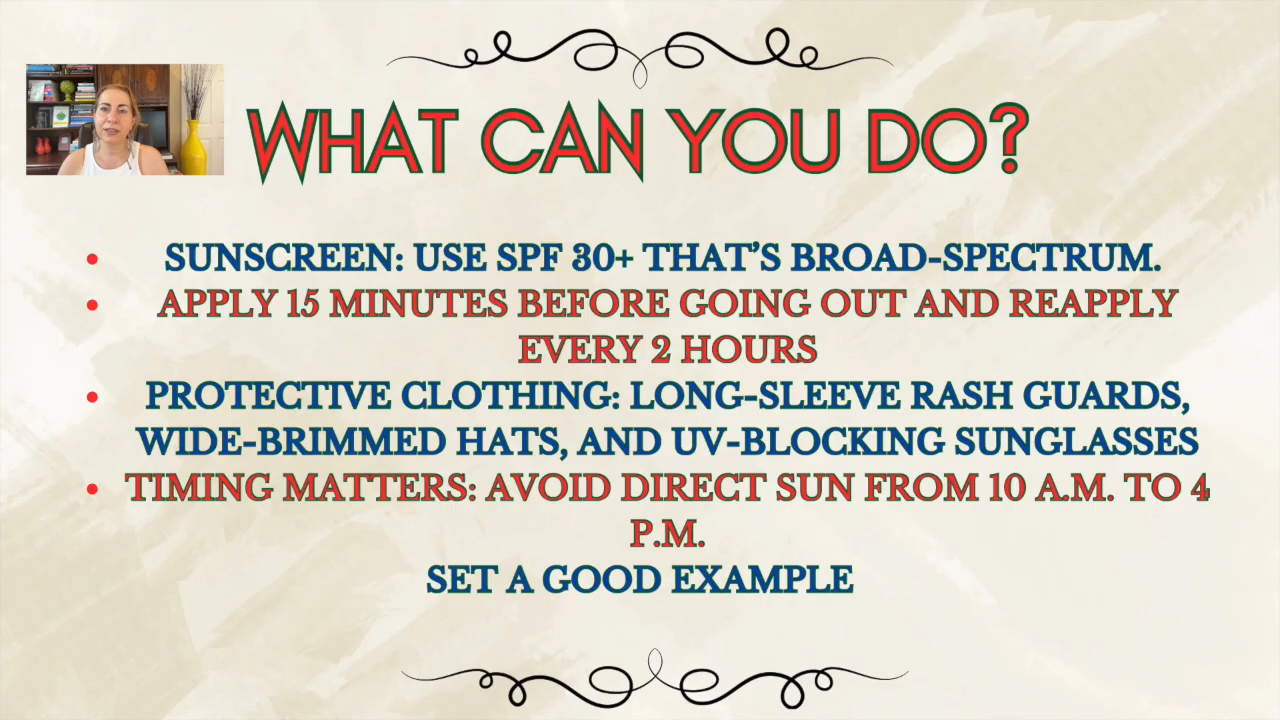 WHAT CAN YOU DO?
• SUNSCREEN: USE SPF 30+ THAT'S BROAD-SPECTRUM.
• APPLY 15 MINUTES BEFORE GOING OUT AND REAPPLY
EVERY 2 HOURS
• PROTECTIVE CLOTHING: LONG-SLEEVE RASH GUARDS,
WIDE-BRIMMED HATS, AND UV-BLOCKING SUNGLASSES
• TIMING MATTERS: AVOID DIRECT SUN FROM 10 A.M. TO 4
P.M.
SET A GOOD EXAMPLE